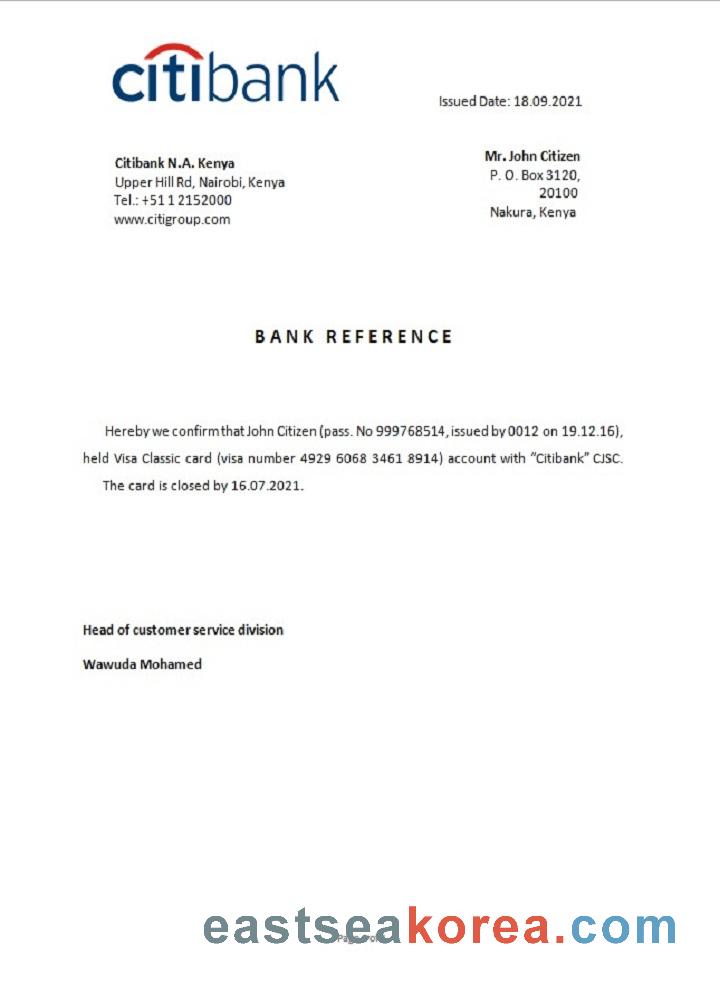 citibank
Issued Date: 18.09.2021
Citibank N.A. Kenya
Upper Hill Rd, Nairobi, Kenya
Tel.: +51 1 2152000
www.citigroup.com
Mr. John Citizen
P. O. Box 3120,
20100
Nakura, Kenya
BANK REFERENCE
Hereby we confirm that John Citizen (pass. No 999768514, issued by 0012 on 19.12.16),
held Visa Classic card (visa number 4929 6068 3461 8914) account with "Citibank" CJSC.
The card is closed by 16.07.2021.
Head of customer service division
Wawuda Mohamed
eastseakorea.com